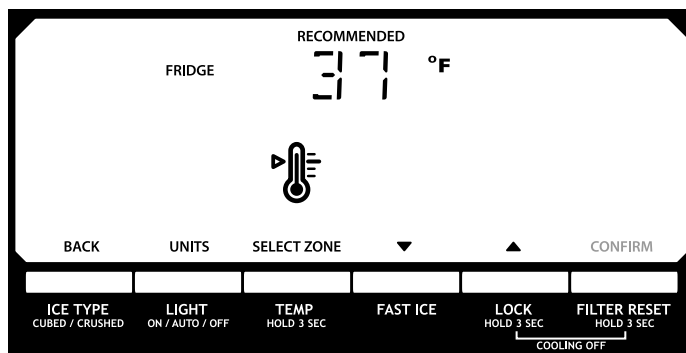 RECOMMENDED
FRIDGE 37 °F
BACK UNITS SELECT ZONE ▼ ▲ CONFIRM
ICE TYPE LIGHT TEMP FAST ICE LOCK FILTER RESET
CUBED / CRUSHED ON / AUTO / OFF HOLD 3 SEC HOLD 3 SEC HOLD 3 SEC
COOLING OFF